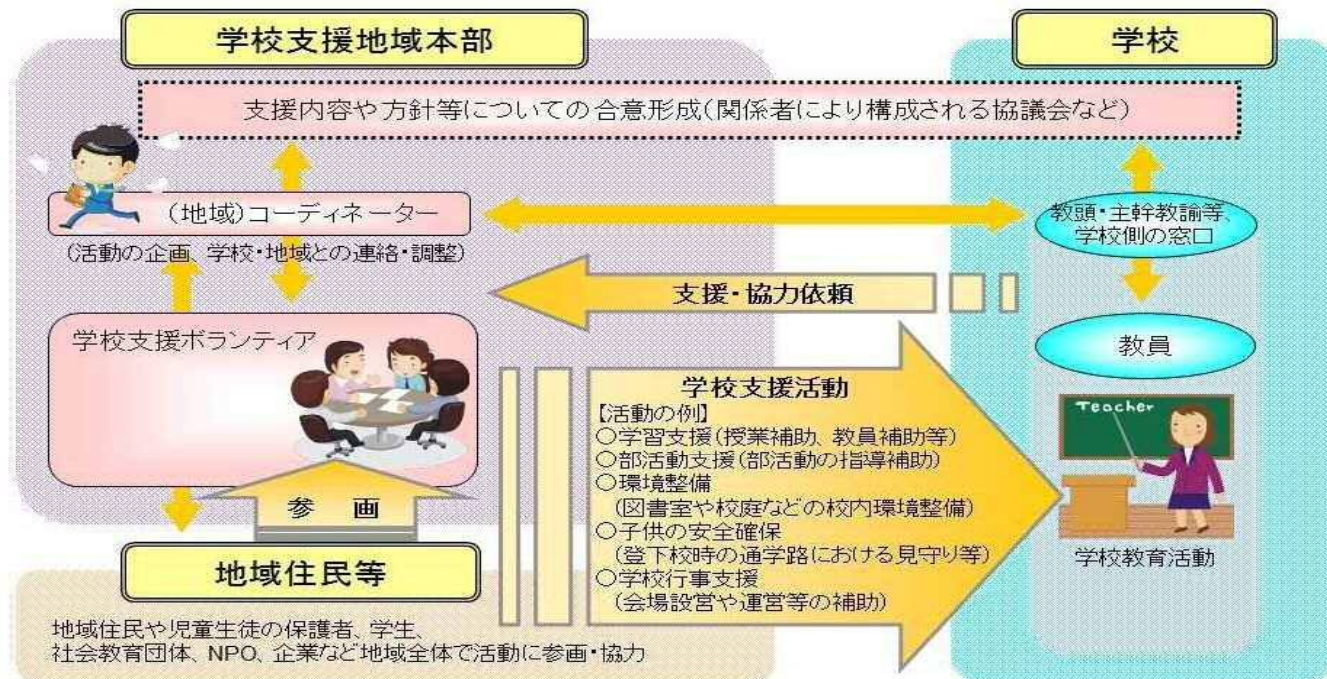 学校支援地域本部
学校
支援内容や方針等についての合意形成(関係者により構成される協議会など)
(地域)コーディネーター
(活動の企画、学校・地域との連絡・調整)
教頭・主幹教諭等、
学校側の窓口
支援・協力依頼
学校支援ボランティア
教員
学校支援活動
【活動の例】
○学習支援(授業補助、教員補助等)
○部活動支援(部活動の指導補助)
○環境整備
(図書室や校庭などの校内環境整備)
○子供の安全確保
(登下校時の通学路における見守り等)
○学校行事支援
(会場設営や運営等の補助)
Teacher
学校教育活動
参 画
地域住民等
地域住民や児童生徒の保護者、学生、
社会教育団体、NPO、企業など地域全体で活動に参画・協力